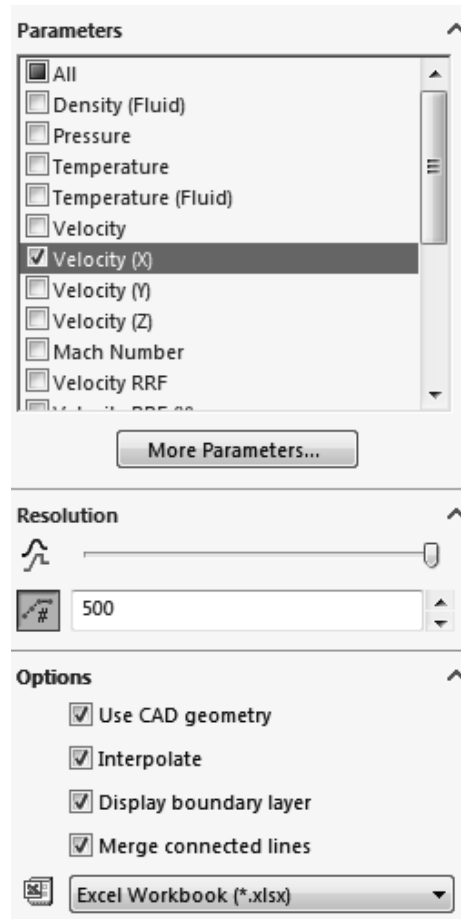 Parameters
All
Density (Fluid)
Pressure
Temperature
Temperature (Fluid)
Velocity
Velocity (X)
Velocity (Y)
Velocity (Z)
Mach Number
Velocity RRF
More Parameters...
Resolution
500
Options
Use CAD geometry
Interpolate
Display boundary layer
Merge connected lines
Excel Workbook (*.xlsx)